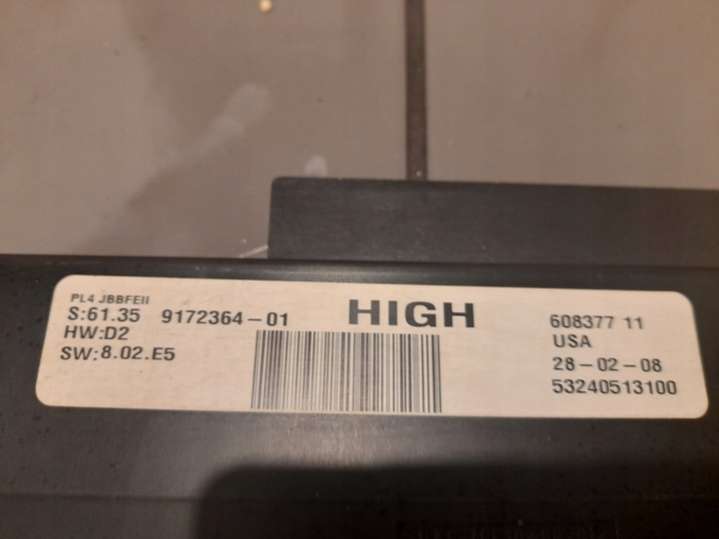 PL4 JBBFEII
S:61.35 9172364-01
HW:D2
SW:8.02.E5
HIGH
608377 11
USA
28-02-08
53240513100